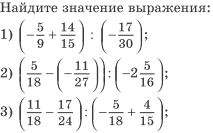 Найдите значение выражения:
1) (-5/9 + 14/15) : (-17/30);
2) (5/18 - (-11/27)) : (-2 5/16);
3) (11/18 - 17/24) : (-5/18 + 4/15);